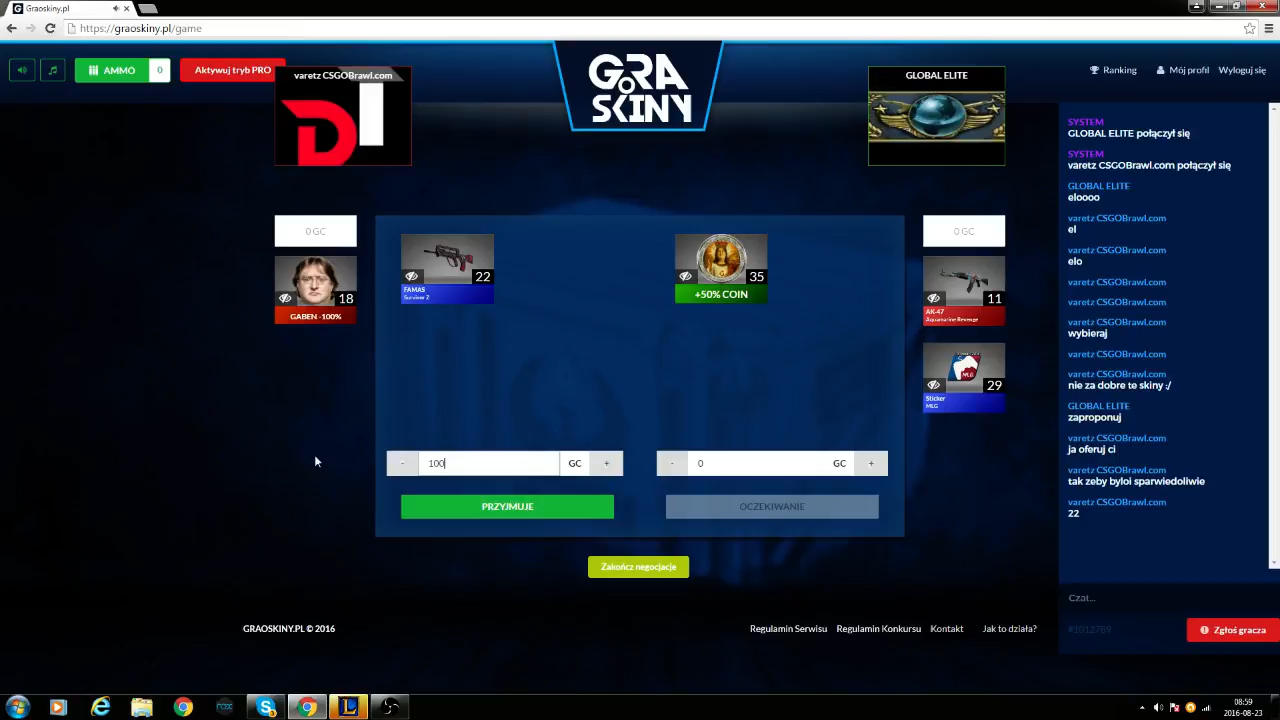 Graoskiny.pl
https://graoskiny.pl/game
AMMO 0
Aktywuj tryb PRO
varetz CSGOBrawl.com
GRA o SKINY
GLOBAL ELITE
Ranking
Mój profil
Wyloguj się
0 GC
18
GABEN -100%
22
FAMAS
Survivor Z
35
+50% COIN
- 100 GC +
- 0 GC +
PRZYJMUJE
OCZEKIWANIE
Zakończ negocjacje
0 GC
11
AK-47
Aquamarine Revenge
29
Sticker
MLG
SYSTEM
GLOBAL ELITE połączył się
SYSTEM
varetz CSGOBrawl.com połączył się
GLOBAL ELITE
eloooo
varetz CSGOBrawl.com
el
varetz CSGOBrawl.com
elo
varetz CSGOBrawl.com
varetz CSGOBrawl.com
varetz CSGOBrawl.com
wybieraj
varetz CSGOBrawl.com
varetz CSGOBrawl.com
nie za dobre te skiny :/
GLOBAL ELITE
zaproponuj
varetz CSGOBrawl.com
ja oferuj ci
varetz CSGOBrawl.com
tak zeby byloi sparwiedoliwie
varetz CSGOBrawl.com
22
Czat...
#1012789
Zgłoś gracza
GRAOSKINY.PL © 2016
Regulamin Serwisu
Regulamin Konkursu
Kontakt
Jak to działa?
08:59
2016-08-23